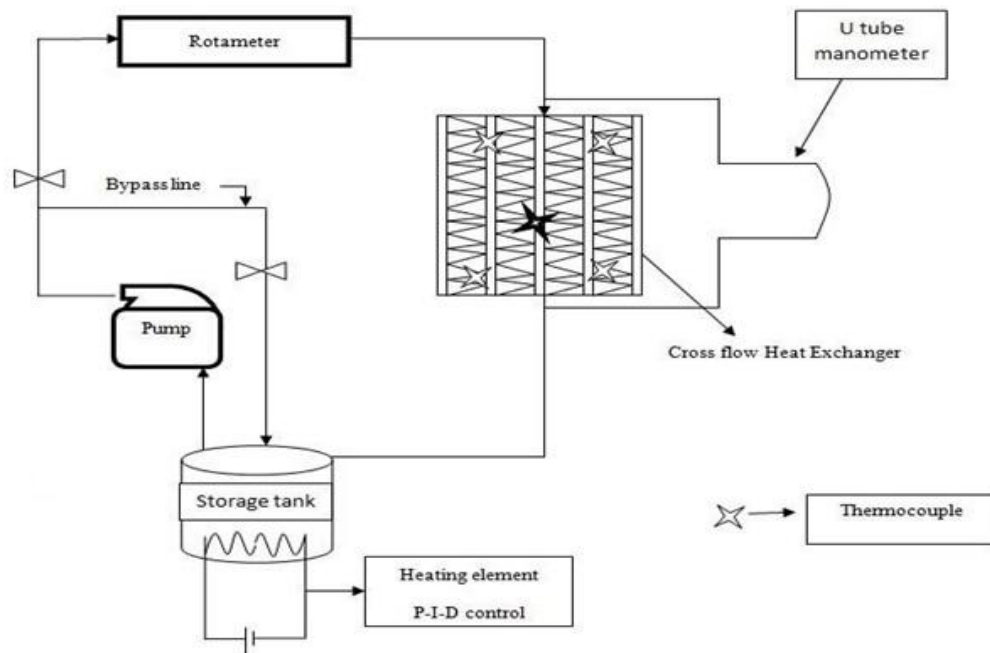 Rotameter
U tube
manometer
Bypass line
Pump
Cross flow Heat Exchanger
Storage tank
Thermocouple
Heating element
P-I-D control